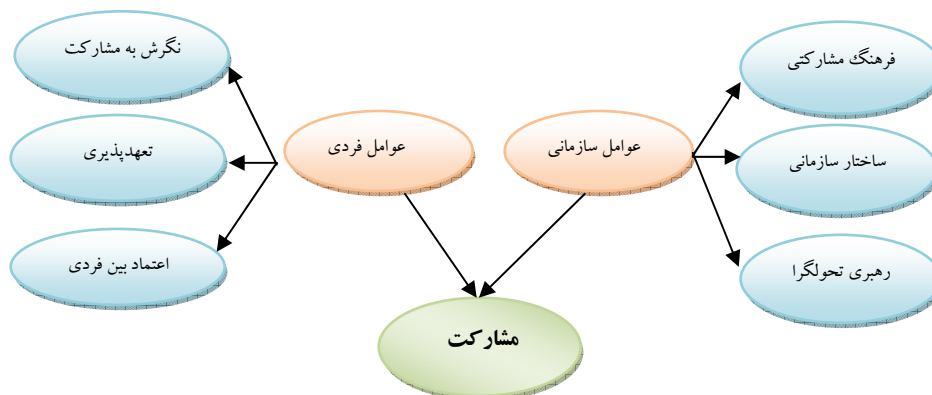 فرهنگ مشارکتی
نگرش به مشارکت
عوامل سازمانی
عوامل فردی
ساختار سازمانی
تعهدپذیری
رهبری تحولگرا
اعتماد بین فردی
مشارکت